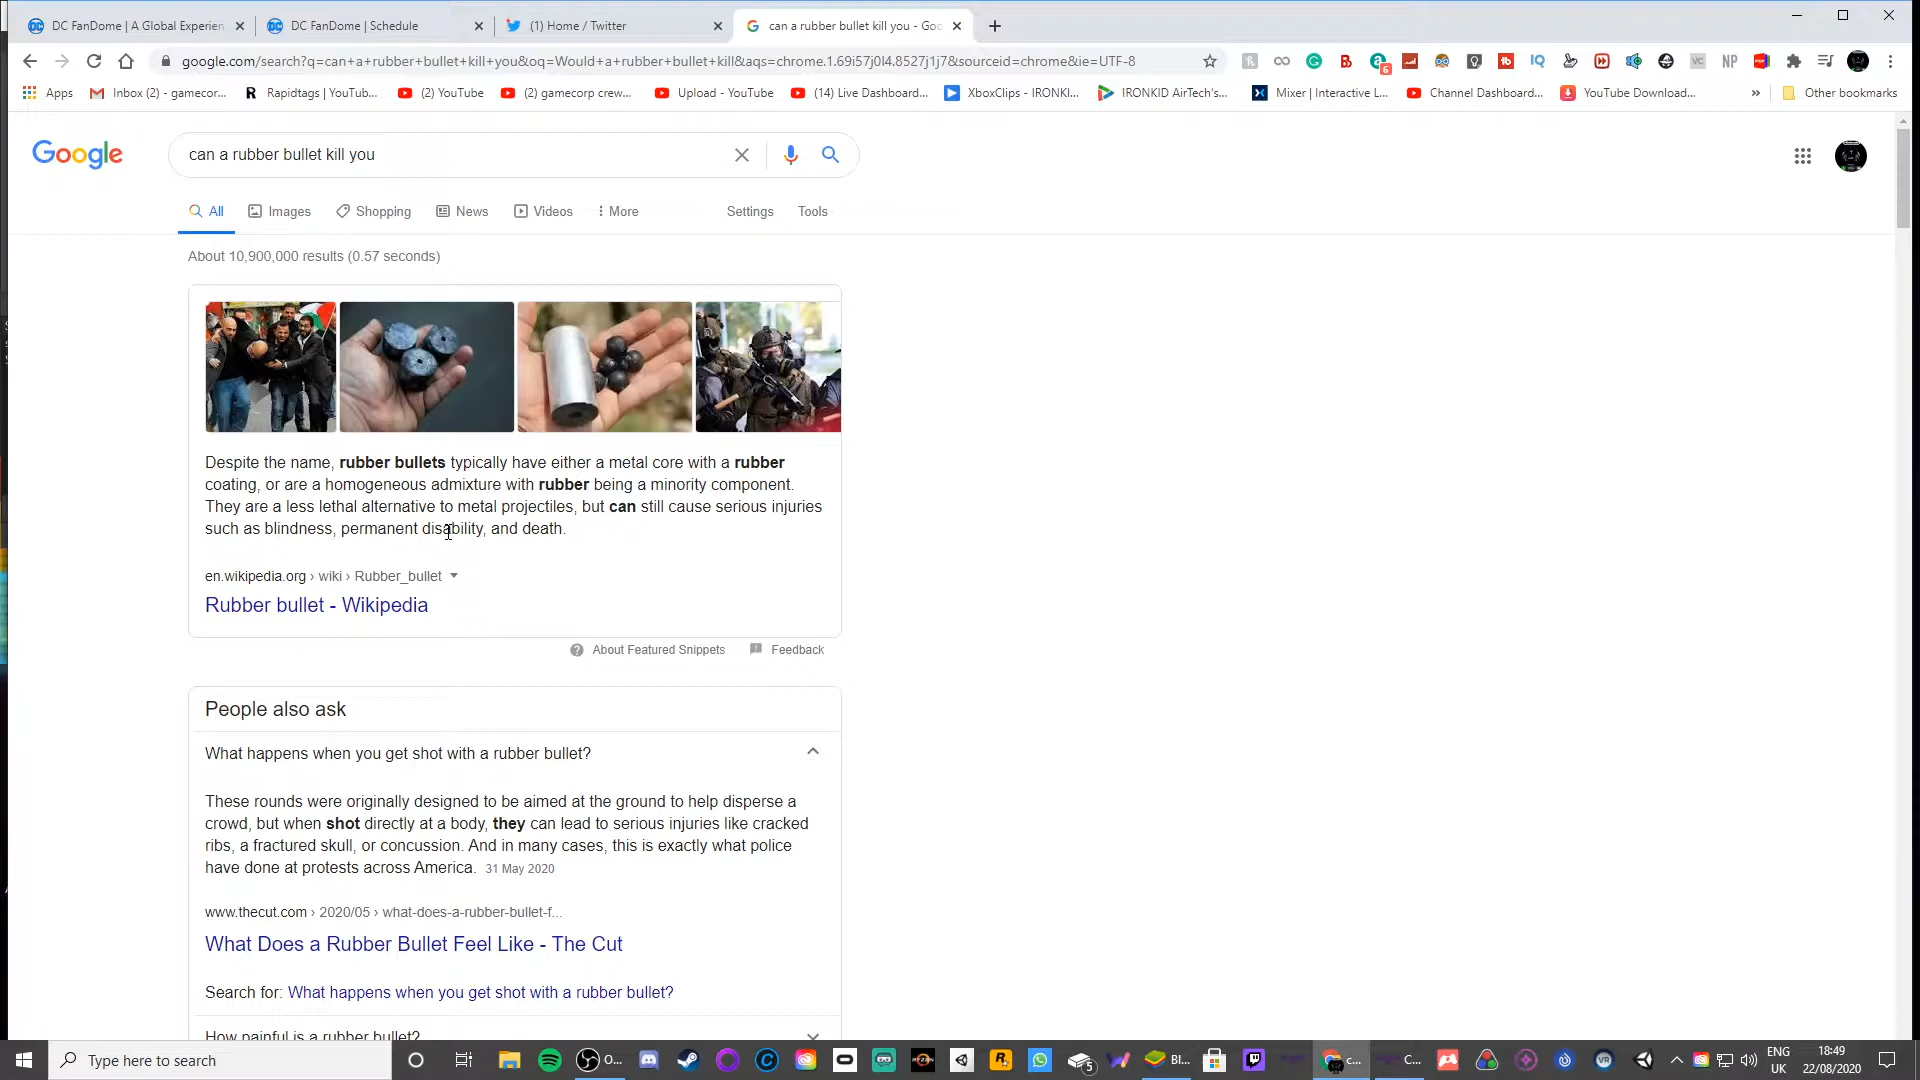 DC FanDome | A Global Experien
DC FanDome | Schedule
(1) Home / Twitter
can a rubber bullet kill you - Goo
google.com/search?q=can+a+rubber+bullet+kill+you&oq=Would+a+rubber+bullet+kill&aqs=chrome.1.69i57j0l4.8527j1j7&sourceid=chrome&ie=UTF-8
Apps
Inbox (2) - gamecor...
Rapidtags | YouTub...
(2) YouTube
(2) gamecorp crew...
Upload - YouTube
(14) Live Dashboard...
XboxClips - IRONKI...
IRONKID AirTech's...
Mixer | Interactive L...
Channel Dashboard...
YouTube Download...
»
Other bookmarks
Google
can a rubber bullet kill you
All
Images
Shopping
News
Videos
More
Settings
Tools
About 10,900,000 results (0.57 seconds)
Despite the name, rubber bullets typically have either a metal core with a rubber
coating, or are a homogeneous admixture with rubber being a minority component.
They are a less lethal alternative to metal projectiles, but can still cause serious injuries
such as blindness, permanent disability, and death.
en.wikipedia.org › wiki › Rubber_bullet
Rubber bullet - Wikipedia
About Featured Snippets
Feedback
People also ask
What happens when you get shot with a rubber bullet?
These rounds were originally designed to be aimed at the ground to help disperse a
crowd, but when shot directly at a body, they can lead to serious injuries like cracked
ribs, a fractured skull, or concussion. And in many cases, this is exactly what police
have done at protests across America. 31 May 2020
www.thecut.com › 2020/05 › what-does-a-rubber-bullet-f...
What Does a Rubber Bullet Feel Like - The Cut
Search for: What happens when you get shot with a rubber bullet?
How painful is a rubber bullet?
Type here to search
O...
5
Bl...
c...
C...
ENG
UK
18:49
22/08/2020